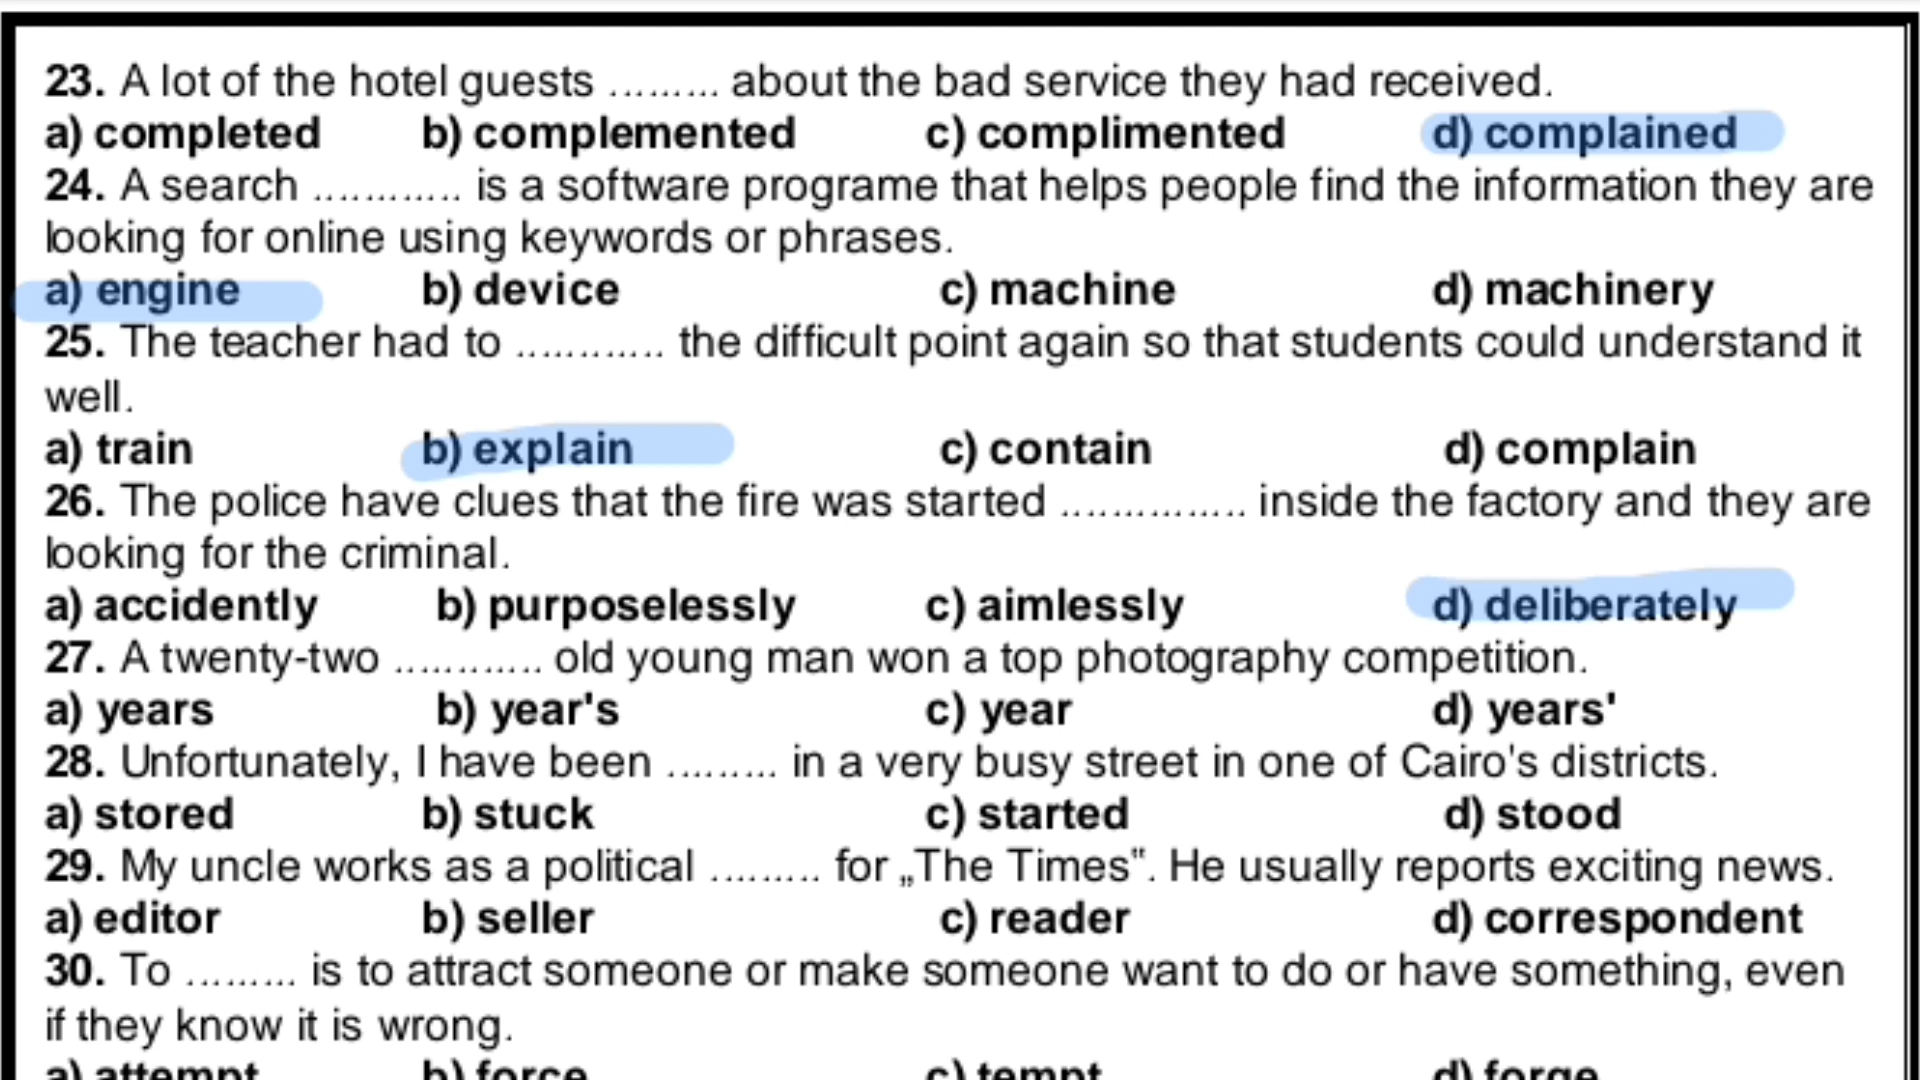 23. A lot of the hotel guests ......... about the bad service they had received.
a) completed b) complemented c) complimented d) complained
24. A search ............ is a software programe that helps people find the information they are
looking for online using keywords or phrases.
a) engine b) device c) machine d) machinery
25. The teacher had to ............ the difficult point again so that students could understand it
well.
a) train b) explain c) contain d) complain
26. The police have clues that the fire was started ............... inside the factory and they are
looking for the criminal.
a) accidently b) purposelessly c) aimlessly d) deliberately
27. A twenty-two ............ old young man won a top photography competition.
a) years b) year's c) year d) years'
28. Unfortunately, I have been ......... in a very busy street in one of Cairo's districts.
a) stored b) stuck c) started d) stood
29. My uncle works as a political ......... for „The Times‟. He usually reports exciting news.
a) editor b) seller c) reader d) correspondent
30. To ......... is to attract someone or make someone want to do or have something, even
if they know it is wrong.
a) attempt b) force c) tempt d) forge